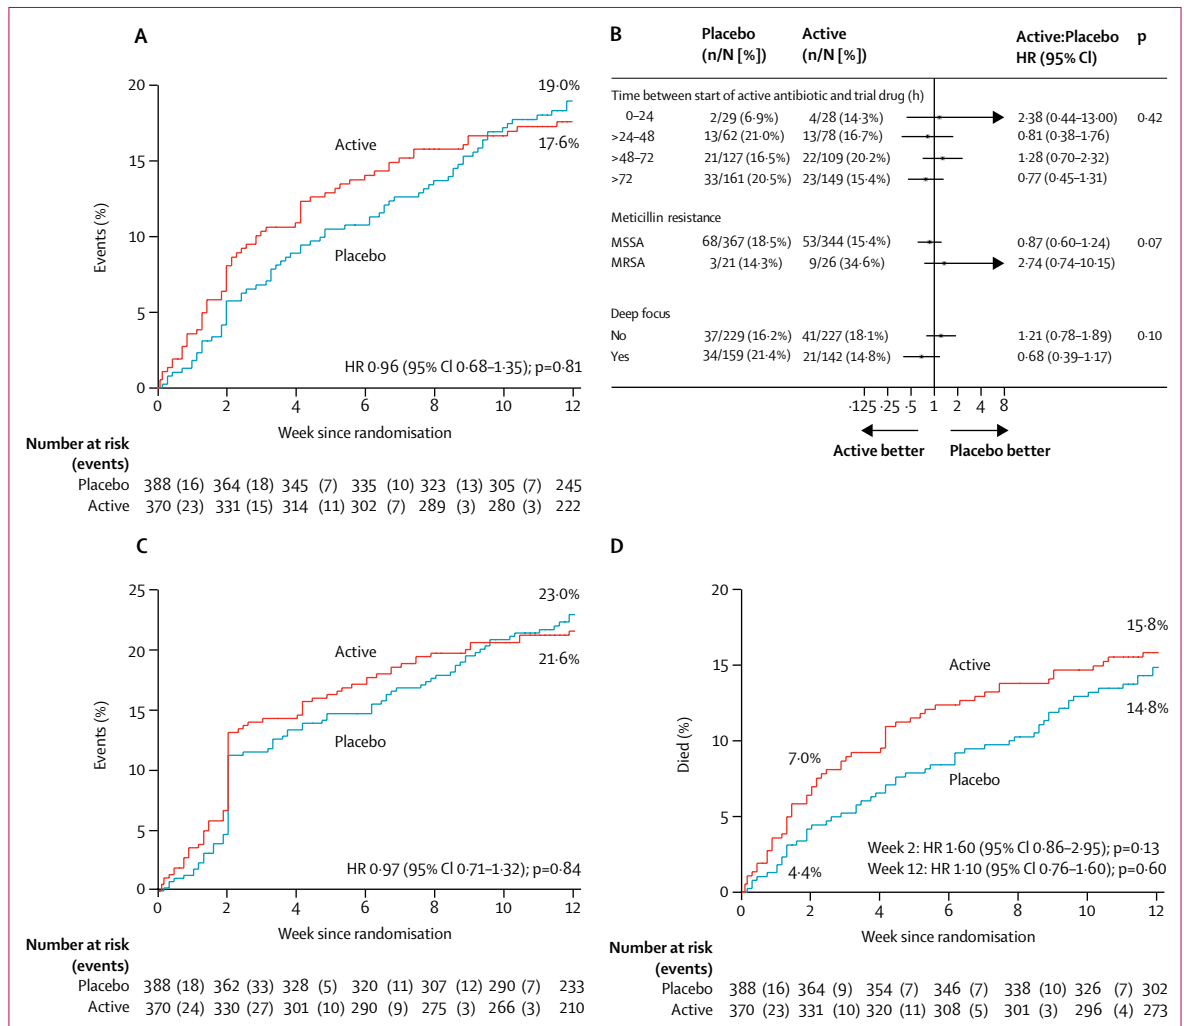 A
20
15
10
5
0
Events (%)
19·0%
Active
17·6%
Placebo
HR 0·96 (95% CI 0·68–1·35); p=0·81
0 2 4 6 8 10 12
Week since randomisation
Number at risk
(events)
Placebo 388 (16) 364 (18) 345 (7) 335 (10) 323 (13) 305 (7) 245
Active 370 (23) 331 (15) 314 (11) 302 (7) 289 (3) 280 (3) 222
B
Placebo (n/N [%]) Active (n/N [%]) Active:Placebo HR (95% CI) p
Time between start of active antibiotic and trial drug (h)
0–24 2/29 (6·9%) 4/28 (14·3%) 2·38 (0·44–13·00) 0·42
>24–48 13/62 (21·0%) 13/78 (16·7%) 0·81 (0·38–1·76)
>48–72 21/127 (16·5%) 22/109 (20·2%) 1·28 (0·70–2·32)
>72 33/161 (20·5%) 23/149 (15·4%) 0·77 (0·45–1·31)
Meticillin resistance
MSSA 68/367 (18·5%) 53/344 (15·4%) 0·87 (0·60–1·24) 0·07
MRSA 3/21 (14·3%) 9/26 (34·6%) 2·74 (0·74–10·15)
Deep focus
No 37/229 (16·2%) 41/227 (18·1%) 1·21 (0·78–1·89) 0·10
Yes 34/159 (21·4%) 21/142 (14·8%) 0·68 (0·39–1·17)
·125 ·25 ·5 1 2 4 8
Active better Placebo better
C
25
20
15
10
5
0
Events (%)
23·0%
Active
21·6%
Placebo
HR 0·97 (95% CI 0·71–1·32); p=0·84
0 2 4 6 8 10 12
Week since randomisation
Number at risk
(events)
Placebo 388 (18) 362 (33) 328 (5) 320 (11) 307 (12) 290 (7) 233
Active 370 (24) 330 (27) 301 (10) 290 (9) 275 (3) 266 (3) 210
D
20
15
10
5
0
Died (%)
15·8%
Active
14·8%
7·0%
Placebo
Week 2: HR 1·60 (95% CI 0·86–2·95); p=0·13
Week 12: HR 1·10 (95% CI 0·76–1·60); p=0·60
4·4%
0 2 4 6 8 10 12
Week since randomisation
Number at risk
(events)
Placebo 388 (16) 364 (9) 354 (7) 346 (7) 338 (10) 326 (7) 302
Active 370 (23) 331 (10) 320 (11) 308 (5) 301 (3) 296 (4) 273